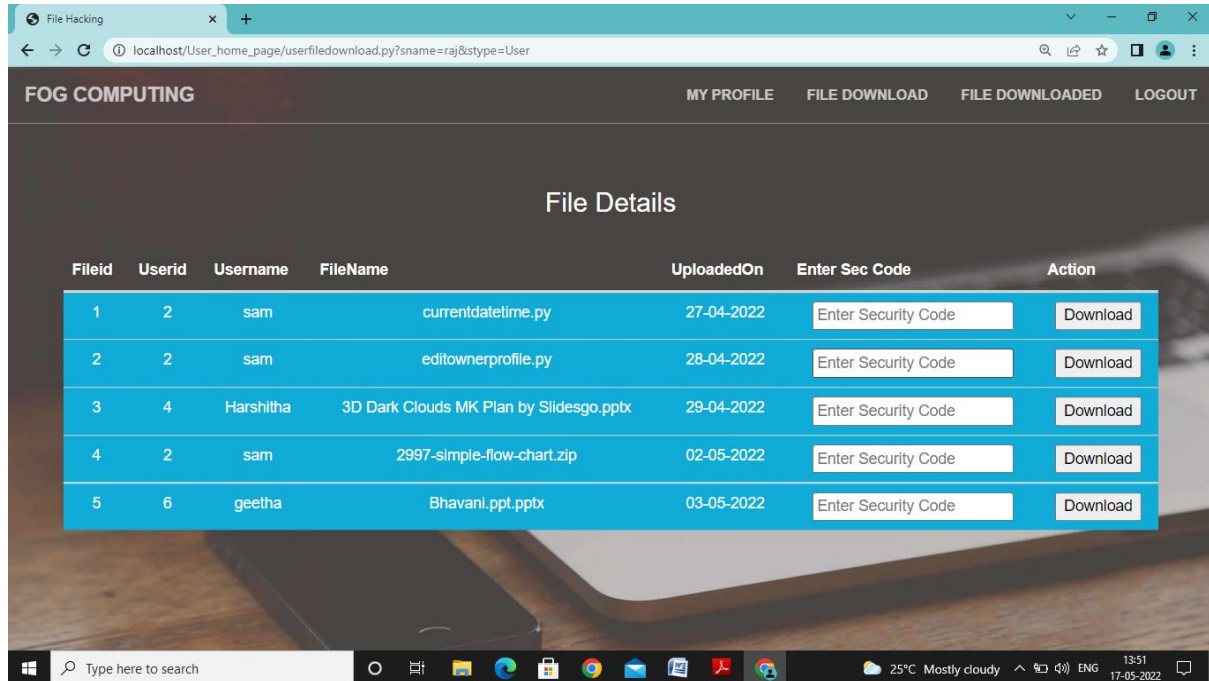 File Hacking
localhost/User_home_page/userfiledownload.py?sname=raj&stype=User
FOG COMPUTING MY PROFILE FILE DOWNLOAD FILE DOWNLOADED LOGOUT
File Details
Fileid Userid Username FileName UploadedOn Enter Sec Code Action
1 2 sam currentdatetime.py 27-04-2022 Enter Security Code Download
2 2 sam editownerprofile.py 28-04-2022 Enter Security Code Download
3 4 Harshitha 3D Dark Clouds MK Plan by Slidesgo.pptx 29-04-2022 Enter Security Code Download
4 2 sam 2997-simple-flow-chart.zip 02-05-2022 Enter Security Code Download
5 6 geetha Bhavani.ppt.pptx 03-05-2022 Enter Security Code Download
Type here to search 25°C Mostly cloudy ENG 13:51
17-05-2022